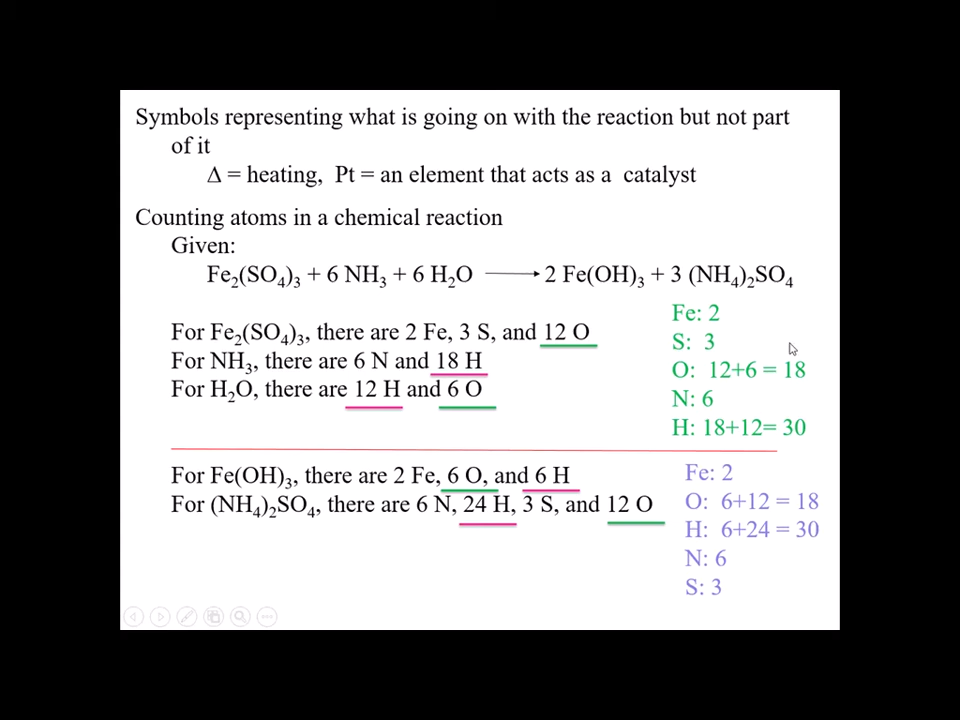 Symbols representing what is going on with the reaction but not part
of it
Δ = heating, Pt = an element that acts as a catalyst
Counting atoms in a chemical reaction
Given:
Fe₂(SO₄)₃ + 6 NH₃ + 6 H₂O ⟶ 2 Fe(OH)₃ + 3 (NH₄)₂SO₄
For Fe₂(SO₄)₃, there are 2 Fe, 3 S, and 12 O
For NH₃, there are 6 N and 18 H
For H₂O, there are 12 H and 6 O
Fe: 2
S: 3
O: 12+6 = 18
N: 6
H: 18+12= 30
For Fe(OH)₃, there are 2 Fe, 6 O, and 6 H
For (NH₄)₂SO₄, there are 6 N, 24 H, 3 S, and 12 O
Fe: 2
O: 6+12 = 18
H: 6+24 = 30
N: 6
S: 3